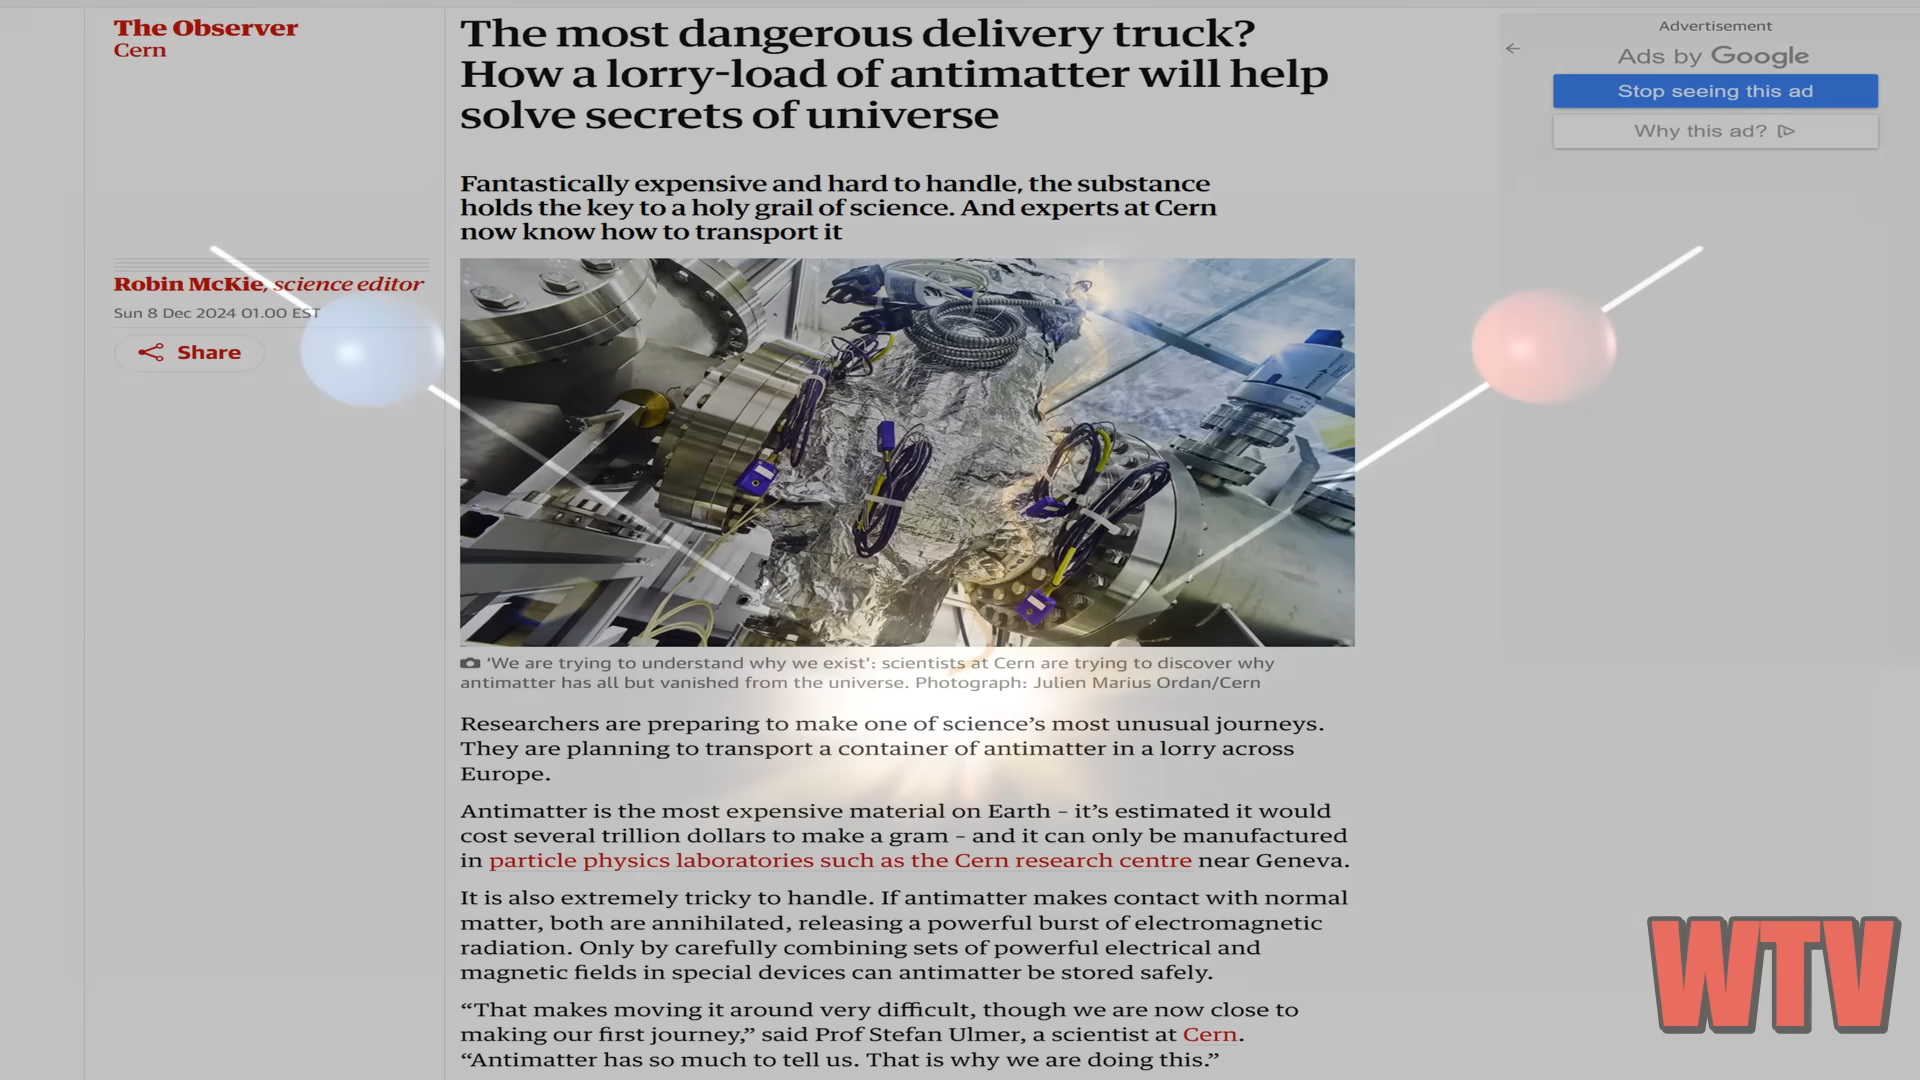 The Observer
Cern
The most dangerous delivery truck?
How a lorry-load of antimatter will help
solve secrets of universe
Fantastically expensive and hard to handle, the substance
holds the key to a holy grail of science. And experts at Cern
now know how to transport it
Robin McKie, science editor
Sun 8 Dec 2024 01.00 EST
Share
'We are trying to understand why we exist': scientists at Cern are trying to discover why
antimatter has all but vanished from the universe. Photograph: Julien Marius Ordan/Cern
Researchers are preparing to make one of science's most unusual journeys.
They are planning to transport a container of antimatter in a lorry across
Europe.
Antimatter is the most expensive material on Earth – it's estimated it would
cost several trillion dollars to make a gram – and it can only be manufactured
in particle physics laboratories such as the Cern research centre near Geneva.
It is also extremely tricky to handle. If antimatter makes contact with normal
matter, both are annihilated, releasing a powerful burst of electromagnetic
radiation. Only by carefully combining sets of powerful electrical and
magnetic fields in special devices can antimatter be stored safely.
“That makes moving it around very difficult, though we are now close to
making our first journey,” said Prof Stefan Ulmer, a scientist at Cern.
“Antimatter has so much to tell us. That is why we are doing this.”
Advertisement
Ads by Google
Stop seeing this ad
Why this ad?
WTV